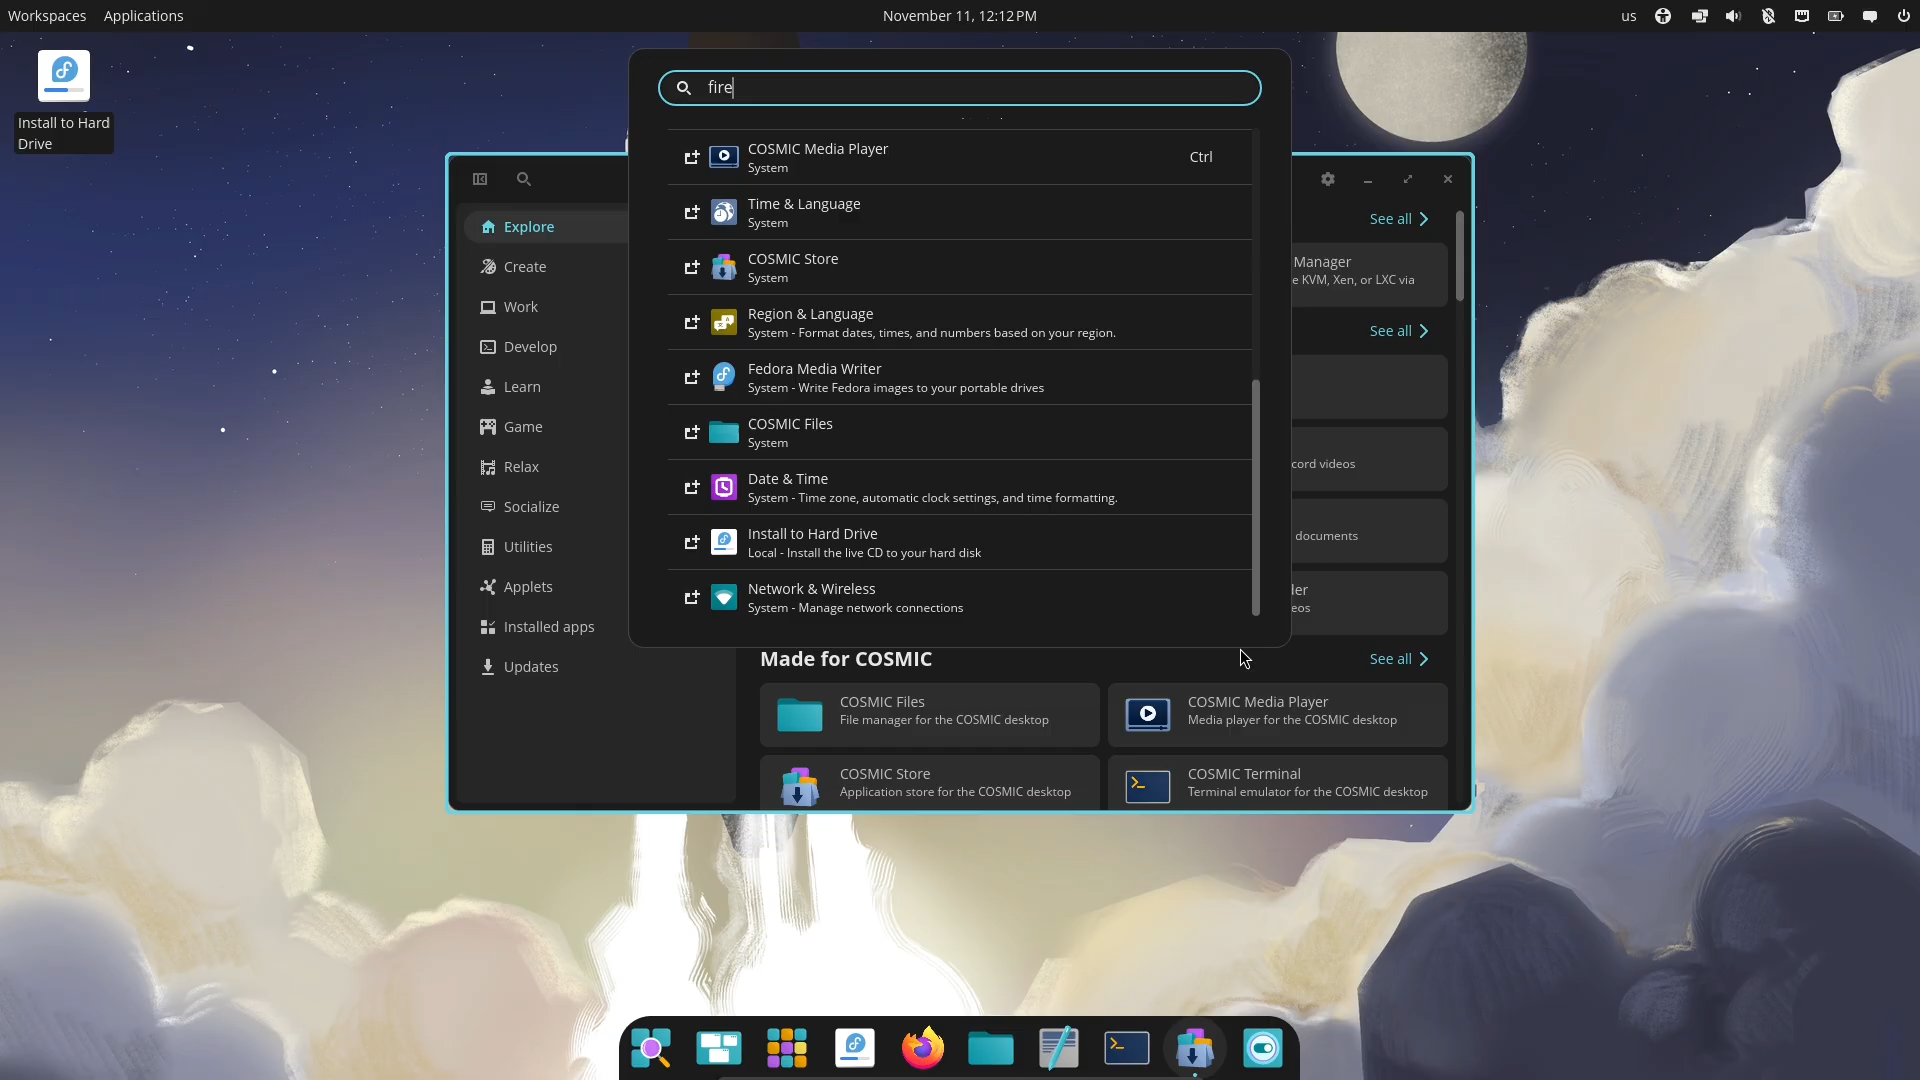 Workspaces Applications November 11, 12:12 PM us
Install to Hard
Drive
fire
COSMIC Media Player
System
Ctrl
Time & Language
System
COSMIC Store
System
Region & Language
System - Format dates, times, and numbers based on your region.
Fedora Media Writer
System - Write Fedora images to your portable drives
COSMIC Files
System
Date & Time
System - Time zone, automatic clock settings, and time formatting.
Install to Hard Drive
Local - Install the live CD to your hard disk
Network & Wireless
System - Manage network connections
Explore
Create
Work
Develop
Learn
Game
Relax
Socialize
Utilities
Applets
Installed apps
Updates
See all
Manager
KVM, Xen, or LXC via
See all
videos
documents
Made for COSMIC
See all
COSMIC Files
File manager for the COSMIC desktop
COSMIC Media Player
Media player for the COSMIC desktop
COSMIC Store
Application store for the COSMIC desktop
COSMIC Terminal
Terminal emulator for the COSMIC desktop